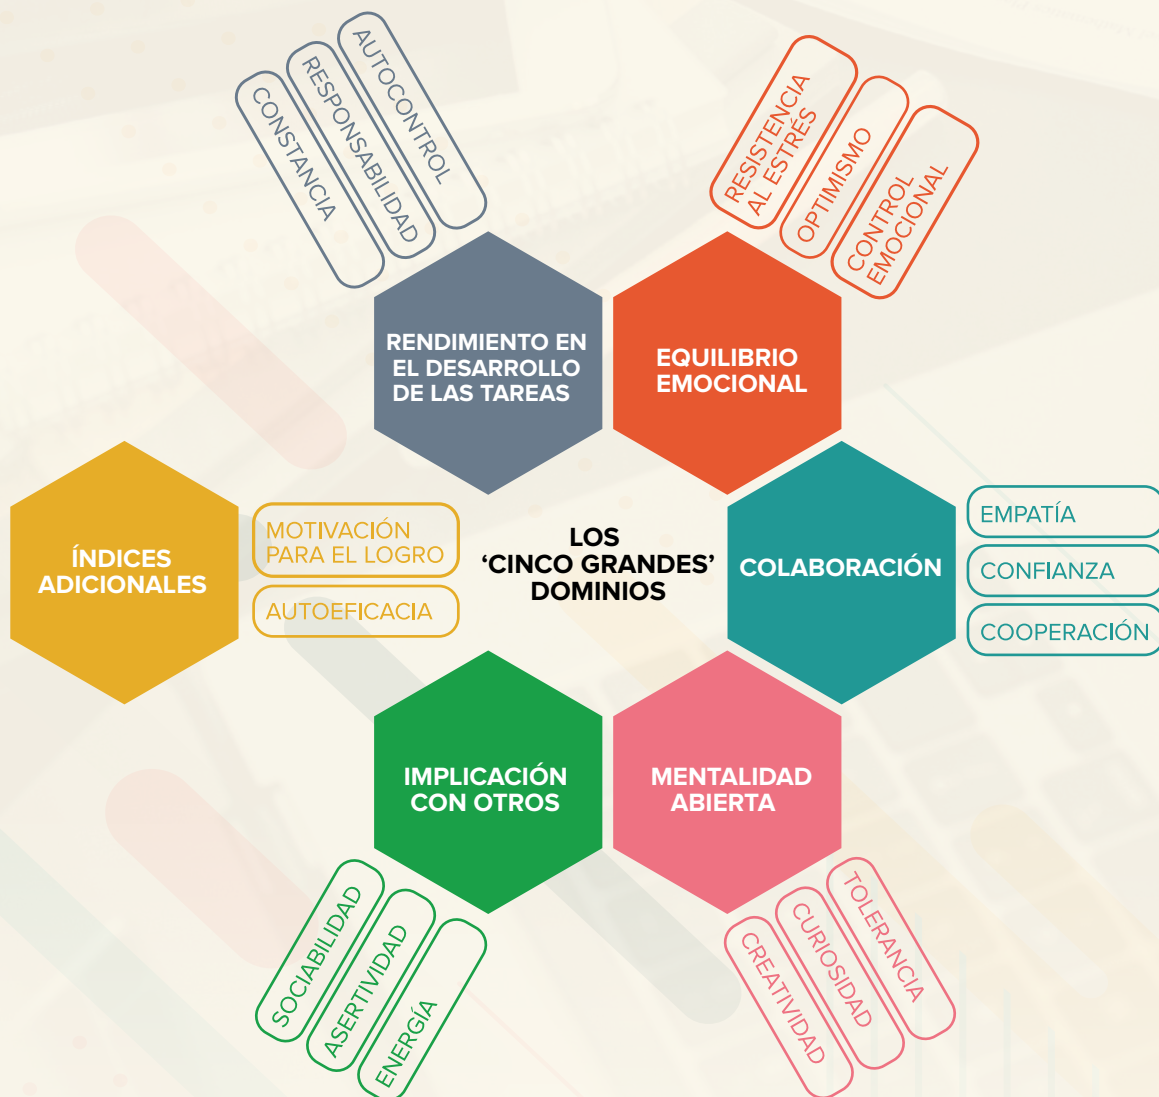 CONSTANCIA
RESPONSABILIDAD
AUTOCONTROL
RESISTENCIA
AL ESTRÉS
OPTIMISMO
CONTROL
EMOCIONAL
RENDIMIENTO EN
EL DESARROLLO
DE LAS TAREAS
EQUILIBRIO
EMOCIONAL
ÍNDICES
ADICIONALES
MOTIVACIÓN
PARA EL LOGRO
AUTOEFICACIA
LOS
‘CINCO GRANDES’
DOMINIOS
COLABORACIÓN
EMPATÍA
CONFIANZA
COOPERACIÓN
IMPLICACIÓN
CON OTROS
MENTALIDAD
ABIERTA
SOCIABILIDAD
ASERTIVIDAD
ENERGÍA
CREATIVIDAD
CURIOSIDAD
TOLERANCIA